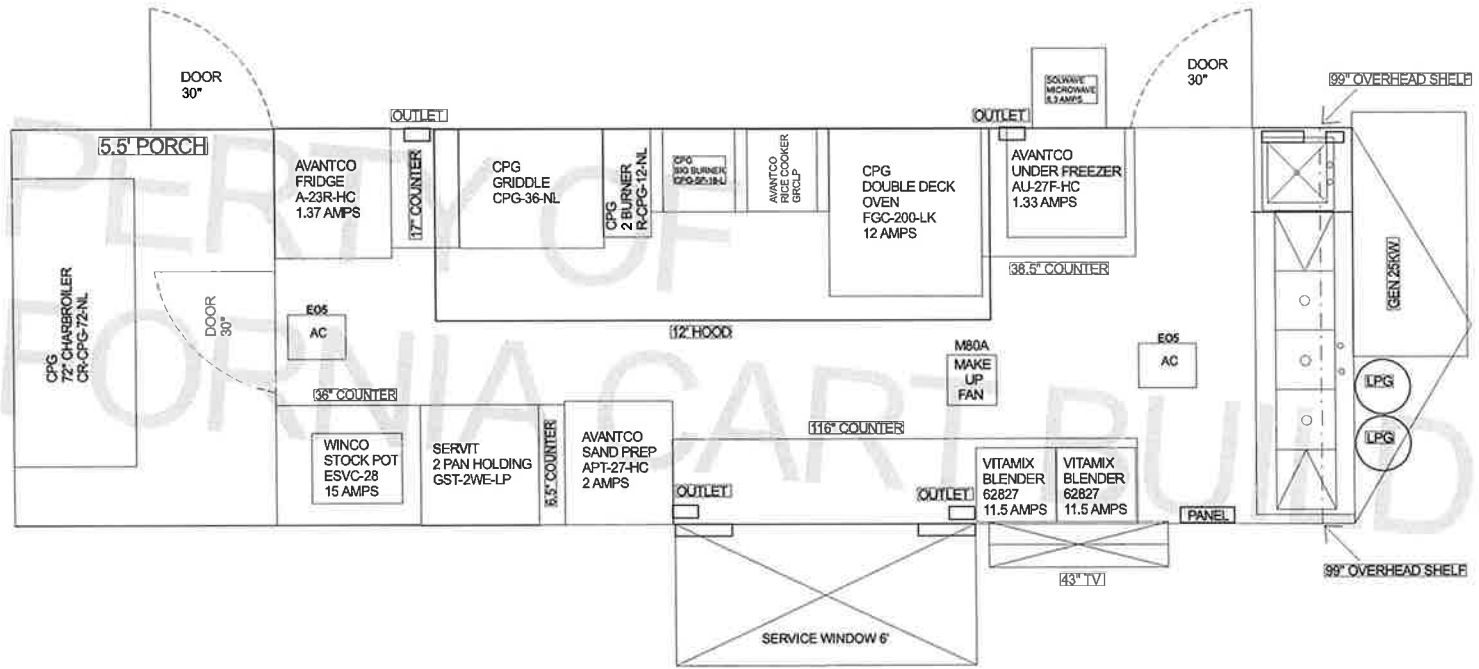 DOOR
30"
DOOR
30"
99" OVERHEAD SHELF
SOLWAVE
MICROWAVE
OUTLET
OUTLET
5.5' PORCH
AVANTCO
FRIDGE
A-23R-HC
1.37 AMPS
17" COUNTER
CPG
GRIDDLE
CPG-36-NL
CPG
2 BURNER
R-CPG-12-NL
CPG
BURNER
AVANTCO
RICE COOKER
GRCLP
CPG
DOUBLE DECK
OVEN
FGC-200-LK
12 AMPS
AVANTCO
UNDER FREEZER
AU-27F-HC
1.33 AMPS
PERTY OF
38.5" COUNTER
GEN 25KW
CPG
72" CHARBROILER
CR-CPG-72-NL
DOOR
30"
E05
AC
12' HOOD
M80A
MAKE
UP
FAN
E05
AC
LPG
LPG
FORNIA CART BUILD
36" COUNTER
WINCO
STOCK POT
ESVC-28
15 AMPS
SERVIT
2 PAN HOLDING
GST-2WE-LP
6.5" COUNTER
AVANTCO
SAND PREP
APT-27-HC
2 AMPS
116" COUNTER
OUTLET
OUTLET
VITAMIX
BLENDER
62827
11.5 AMPS
VITAMIX
BLENDER
62827
11.5 AMPS
PANEL
43" TV
99" OVERHEAD SHELF
SERVICE WINDOW 6'